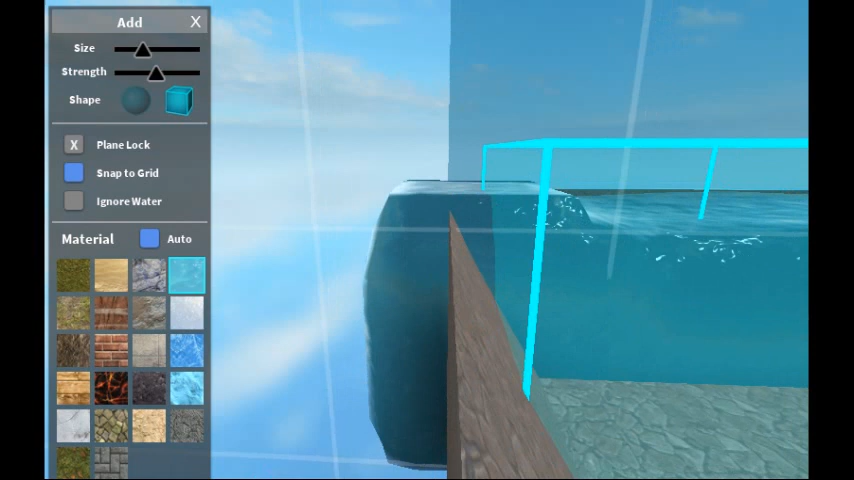 Add X
Size
Strength
Shape
X Plane Lock
Snap to Grid
Ignore Water
Material Auto